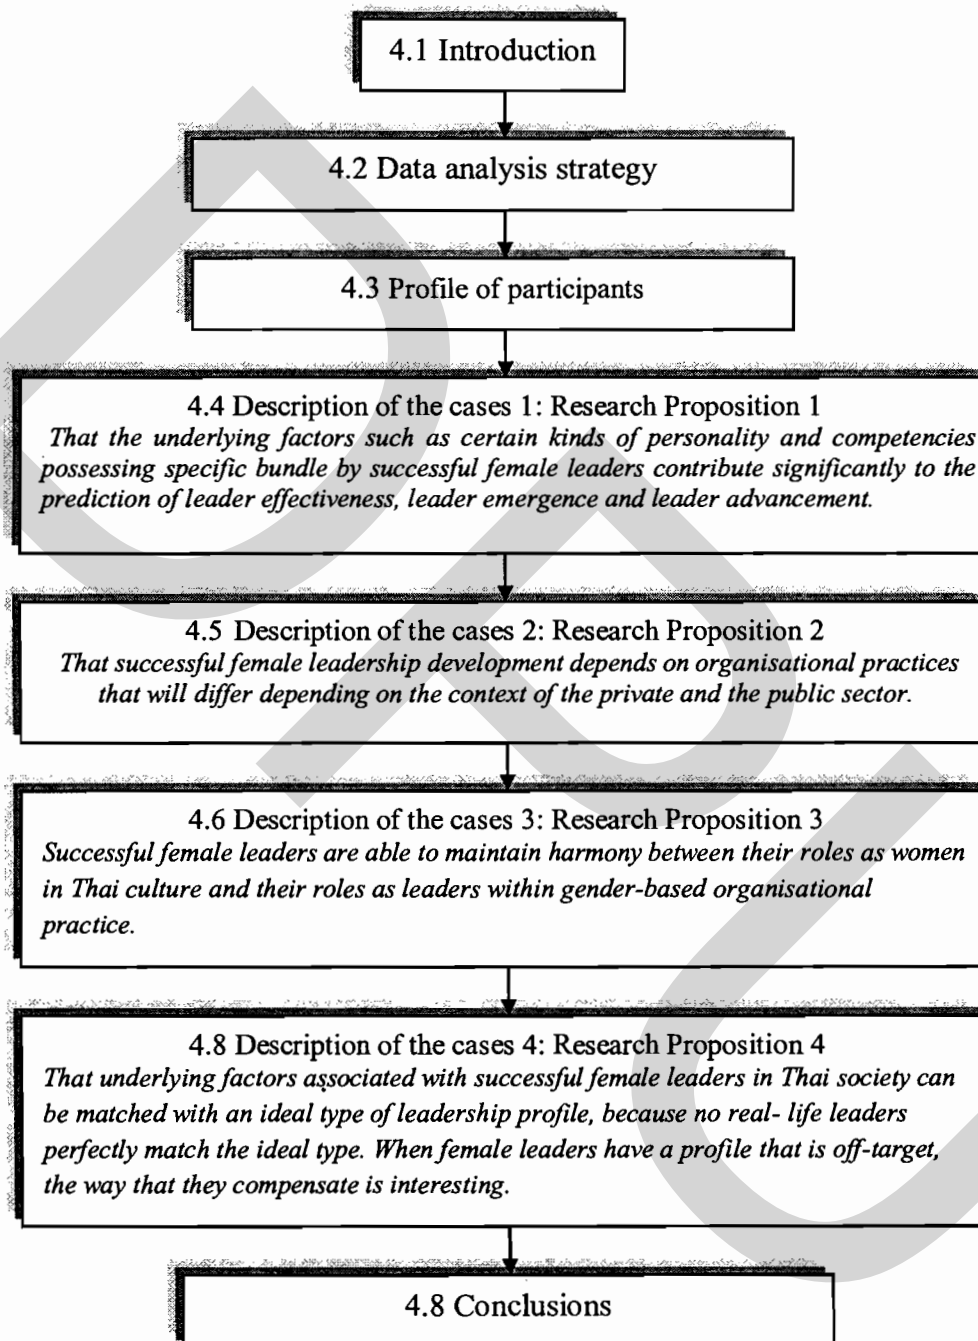 4.1 Introduction
4.2 Data analysis strategy
4.3 Profile of participants
4.4 Description of the cases 1: Research Proposition 1
That the underlying factors such as certain kinds of personality and competencies
possessing specific bundle by successful female leaders contribute significantly to the
prediction of leader effectiveness, leader emergence and leader advancement.
4.5 Description of the cases 2: Research Proposition 2
That successful female leadership development depends on organisational practices
that will differ depending on the context of the private and the public sector.
4.6 Description of the cases 3: Research Proposition 3
Successful female leaders are able to maintain harmony between their roles as women
in Thai culture and their roles as leaders within gender-based organisational
practice.
4.8 Description of the cases 4: Research Proposition 4
That underlying factors associated with successful female leaders in Thai society can
be matched with an ideal type of leadership profile, because no real- life leaders
perfectly match the ideal type. When female leaders have a profile that is off-target,
the way that they compensate is interesting.
4.8 Conclusions